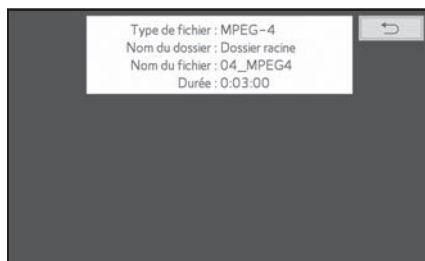 Type de fichier : MPEG-4
Nom du dossier : Dossier racine
Nom du fichier : 04_MPEG4
Durée : 0:03:00